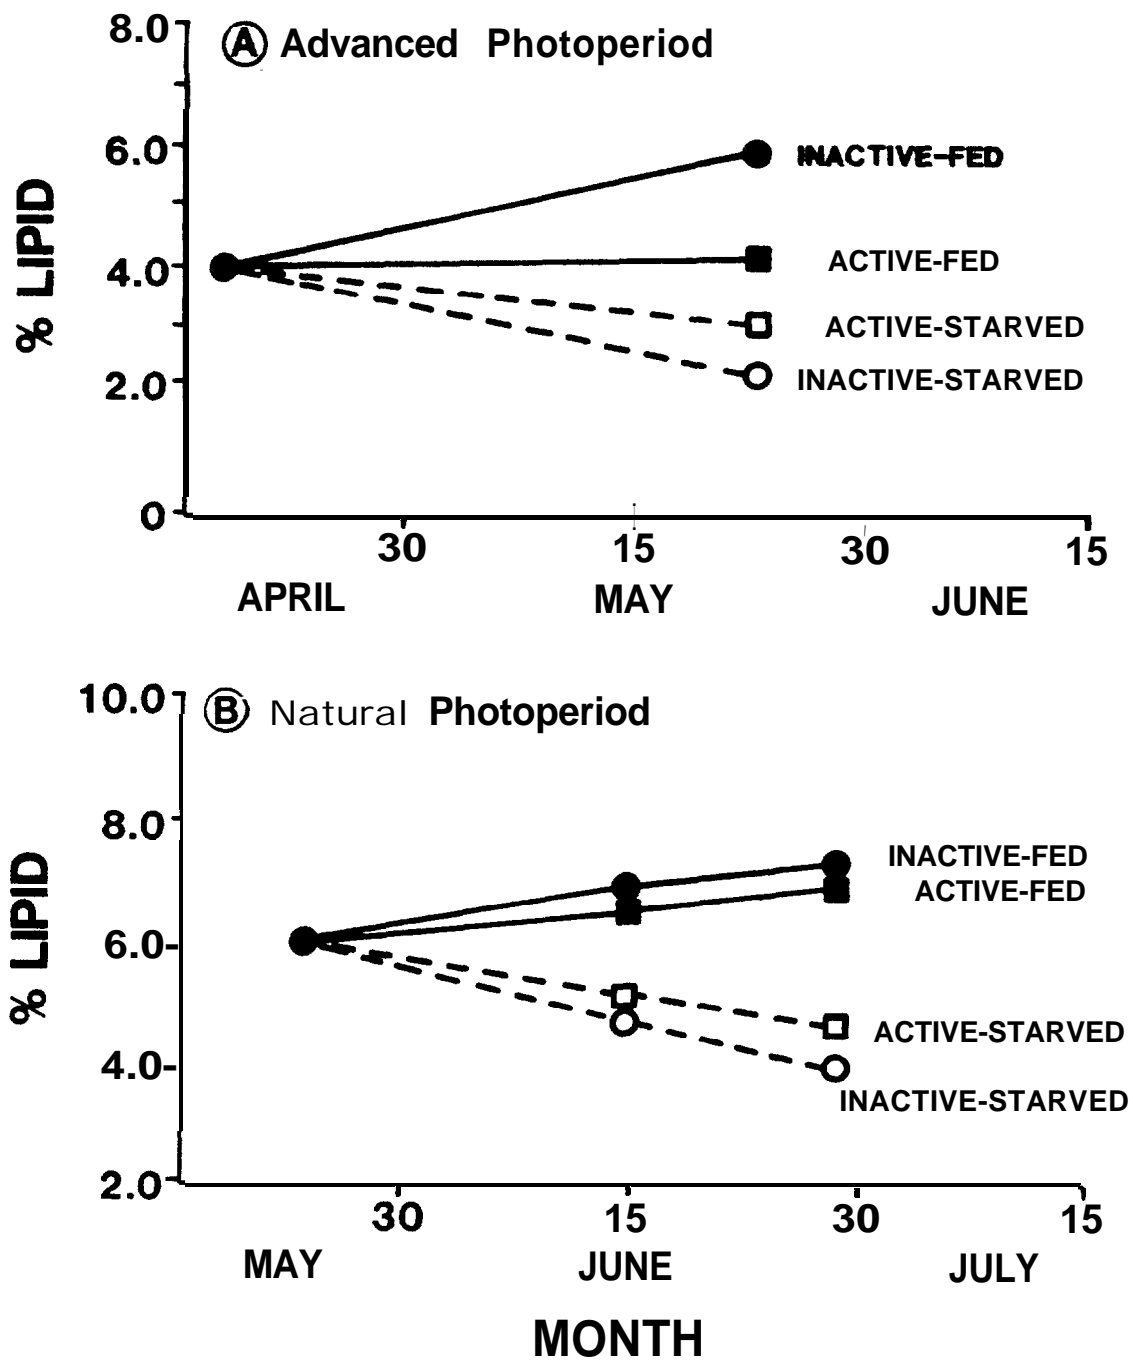 8.0
Ⓐ Advanced Photoperiod
6.0
INACTIVE-FED
% LIPID
4.0
ACTIVE-FED
ACTIVE-STARVED
2.0
INACTIVE-STARVED
0
30 15 30 15
APRIL MAY JUNE
10.0
Ⓑ Natural Photoperiod
8.0
INACTIVE-FED
ACTIVE-FED
% LIPID
6.0
ACTIVE-STARVED
4.0
INACTIVE-STARVED
2.0
30 15 30 15
MAY JUNE JULY
MONTH